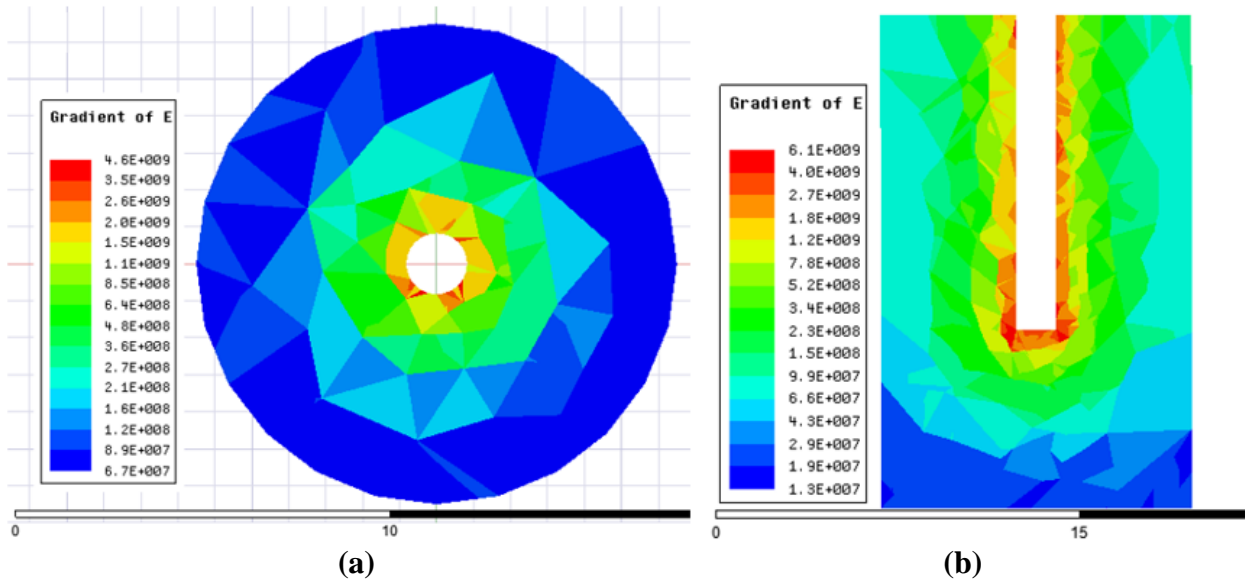 Gradient of E
4.6E+009
3.5E+009
2.6E+009
2.0E+009
1.5E+009
1.1E+009
8.5E+008
6.4E+008
4.8E+008
3.6E+008
2.7E+008
2.1E+008
1.6E+008
1.2E+008
8.9E+007
6.7E+007
0
10
(a)
Gradient of E
6.1E+009
4.0E+009
2.7E+009
1.8E+009
1.2E+009
7.8E+008
5.2E+008
3.4E+008
2.3E+008
1.5E+008
9.9E+007
6.6E+007
4.3E+007
2.9E+007
1.9E+007
1.3E+007
0
15
(b)